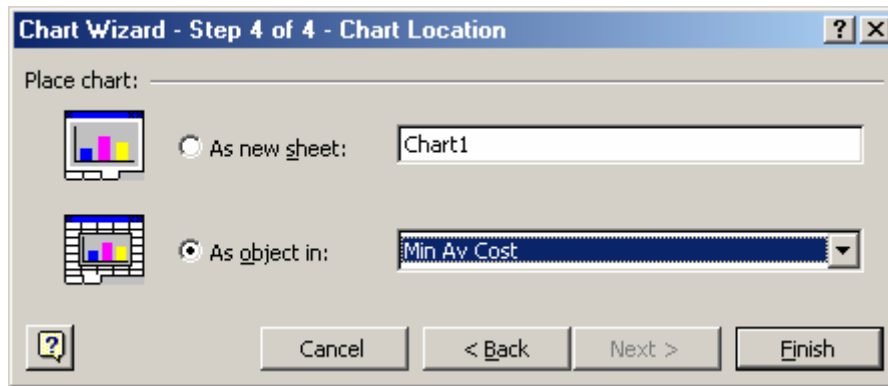 Chart Wizard - Step 4 of 4 - Chart Location
Place chart:
As new sheet: Chart1
As object in: Min Av Cost
Cancel < Back Next > Finish